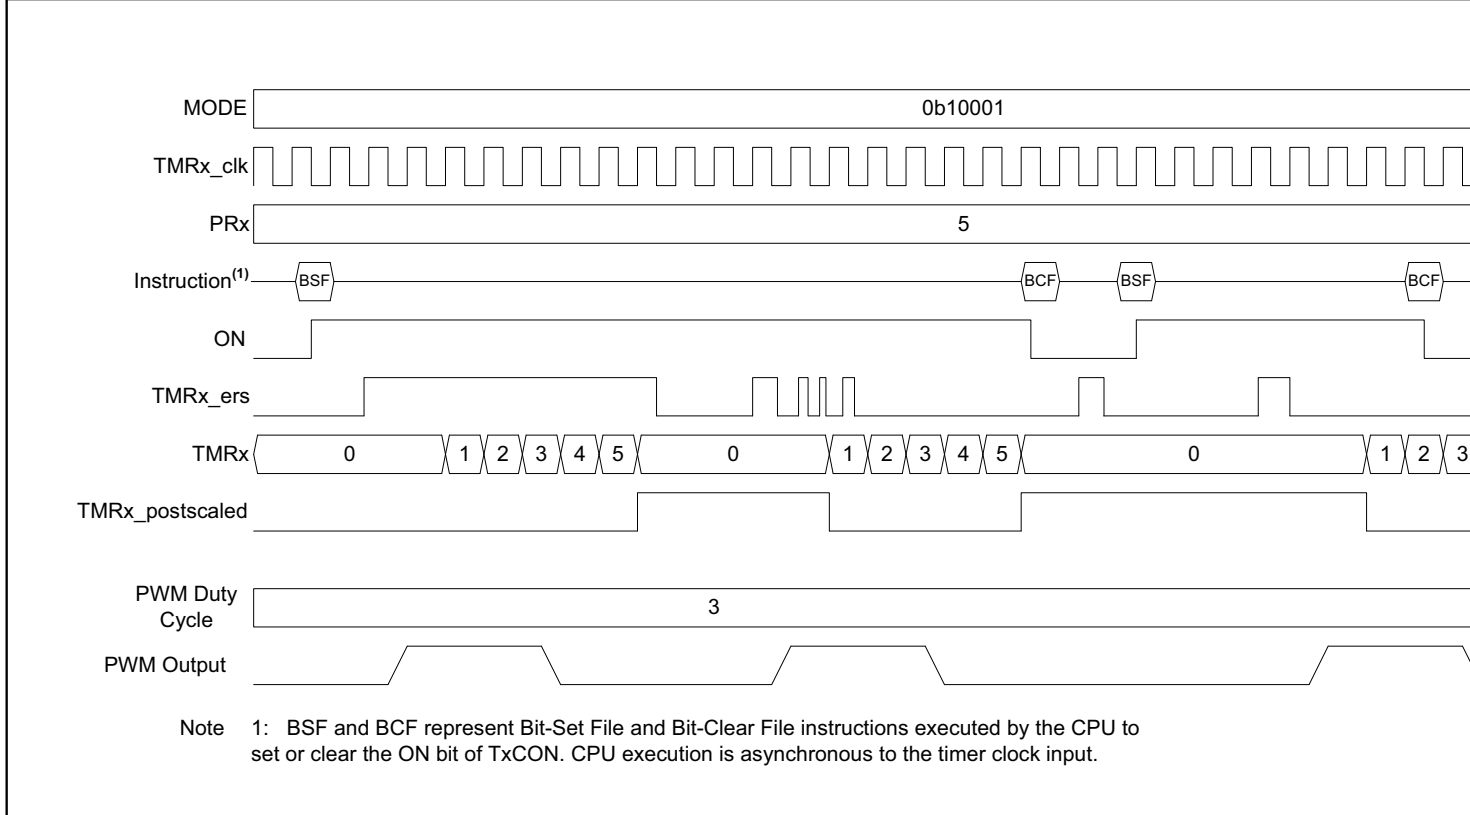 MODE 0b10001
TMRx_clk
PRx 5
Instruction(1) BSF BCF BSF BCF
ON
TMRx_ers
TMRx 0 1 2 3 4 5 0 1 2 3 4 5 0 1 2 3
TMRx_postscaled
PWM Duty
Cycle 3
PWM Output
Note 1: BSF and BCF represent Bit-Set File and Bit-Clear File instructions executed by the CPU to
set or clear the ON bit of TxCON. CPU execution is asynchronous to the timer clock input.